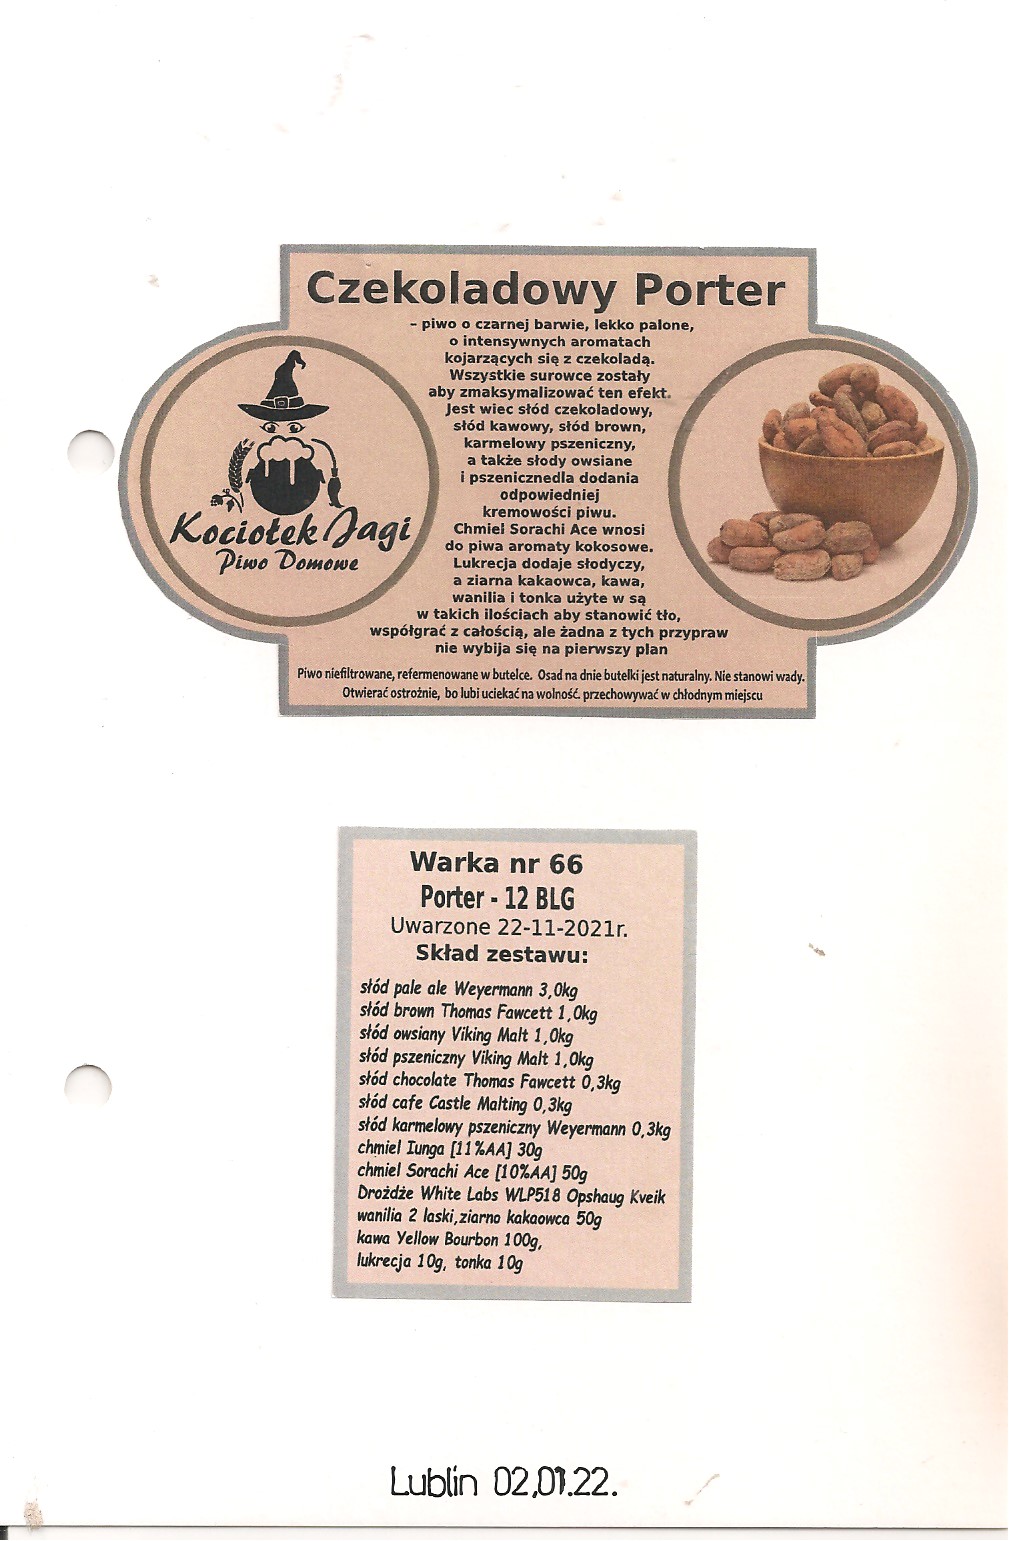 Czekoladowy Porter
– piwo o czarnej barwie, lekko palone,
o intensywnych aromatach
kojarzących się z czekoladą.
Wszystkie surowce zostały
aby zmaksymalizować ten efekt.
Jest wiec słód czekoladowy,
słód kawowy, słód brown,
karmelowy pszeniczny,
a także słody owsiane
i pszenicznedla dodania
odpowiedniej
kremowości piwu.
Chmiel Sorachi Ace wnosi
do piwa aromaty kokosowe.
Lukrecja dodaje słodyczy,
a ziarna kakaowca, kawa,
wanilia i tonka użyte w są
w takich ilościach aby stanowić tło,
współgrać z całością, ale żadna z tych przypraw
nie wybija się na pierwszy plan
Kociołek Jagi
Piwo Domowe
Piwo niefiltrowane, refermenowane w butelce. Osad na dnie butelki jest naturalny. Nie stanowi wady.
Otwierać ostrożnie, bo lubi uciekać na wolność. przechowywać w chłodnym miejscu
Warka nr 66
Porter - 12 BLG
Uwarzone 22-11-2021r.
Skład zestawu:
słód pale ale Weyermann 3,0kg
słód brown Thomas Fawcett 1,0kg
słód owsiany Viking Malt 1,0kg
słód pszeniczny Viking Malt 1,0kg
słód chocolate Thomas Fawcett 0,3kg
słód cafe Castle Malting 0,3kg
słód karmelowy pszeniczny Weyermann 0,3kg
chmiel Iunga [11%AA] 30g
chmiel Sorachi Ace [10%AA] 50g
Drożdże White Labs WLP518 Opshaug Kveik
wanilia 2 laski,ziarno kakaowca 50g
kawa Yellow Bourbon 100g,
lukrecja 10g, tonka 10g
Lublin 02,01.22.